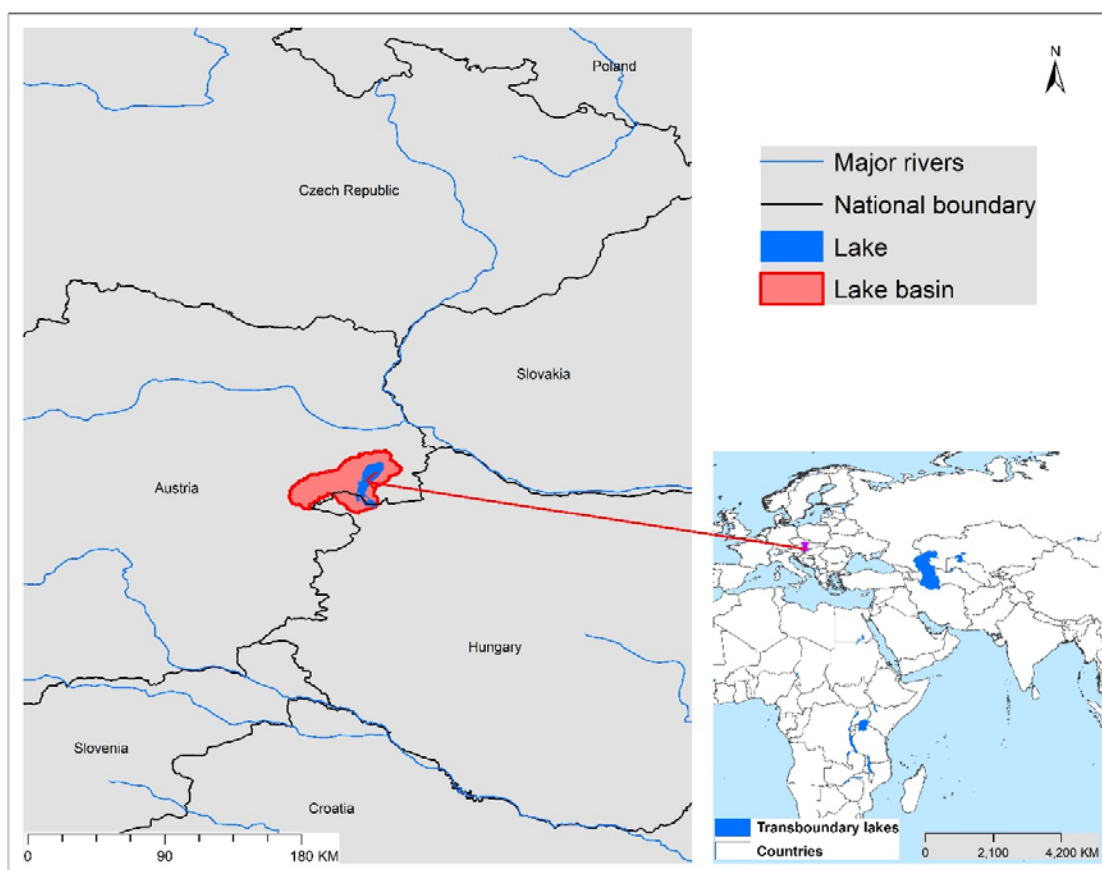 Poland
N
Major rivers
National boundary
Lake
Lake basin
Czech Republic
Slovakia
Austria
Hungary
Slovenia
Croatia
0 90 180 KM
Transboundary lakes
Countries
0 2,100 4,200 KM